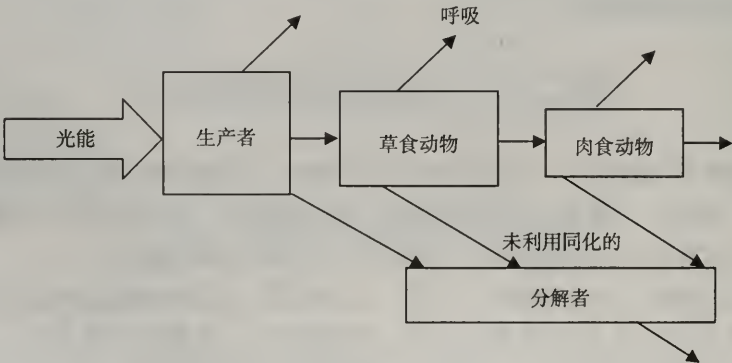 呼吸
光能
生产者
草食动物
肉食动物
未利用同化的
分解者